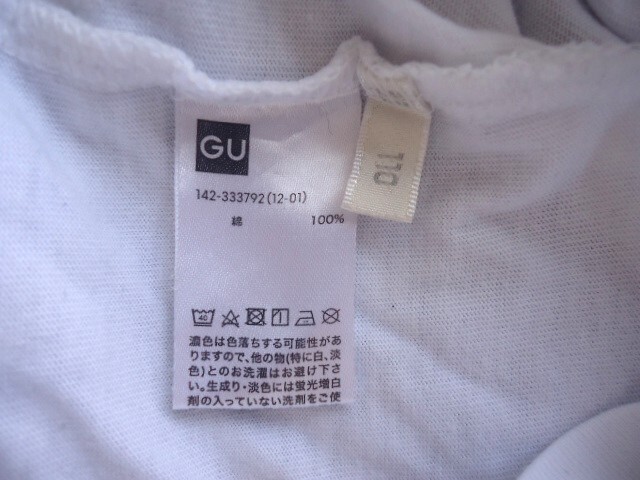 GU
011
142-333792(12-01)
綿 100%
40
濃色は色落ちする可能性があ
りますので、他の物(特に白、淡
色)とのお洗濯はお避け下さ
い。生成り・淡色には蛍光増白
剤の入っていない洗剤をご使